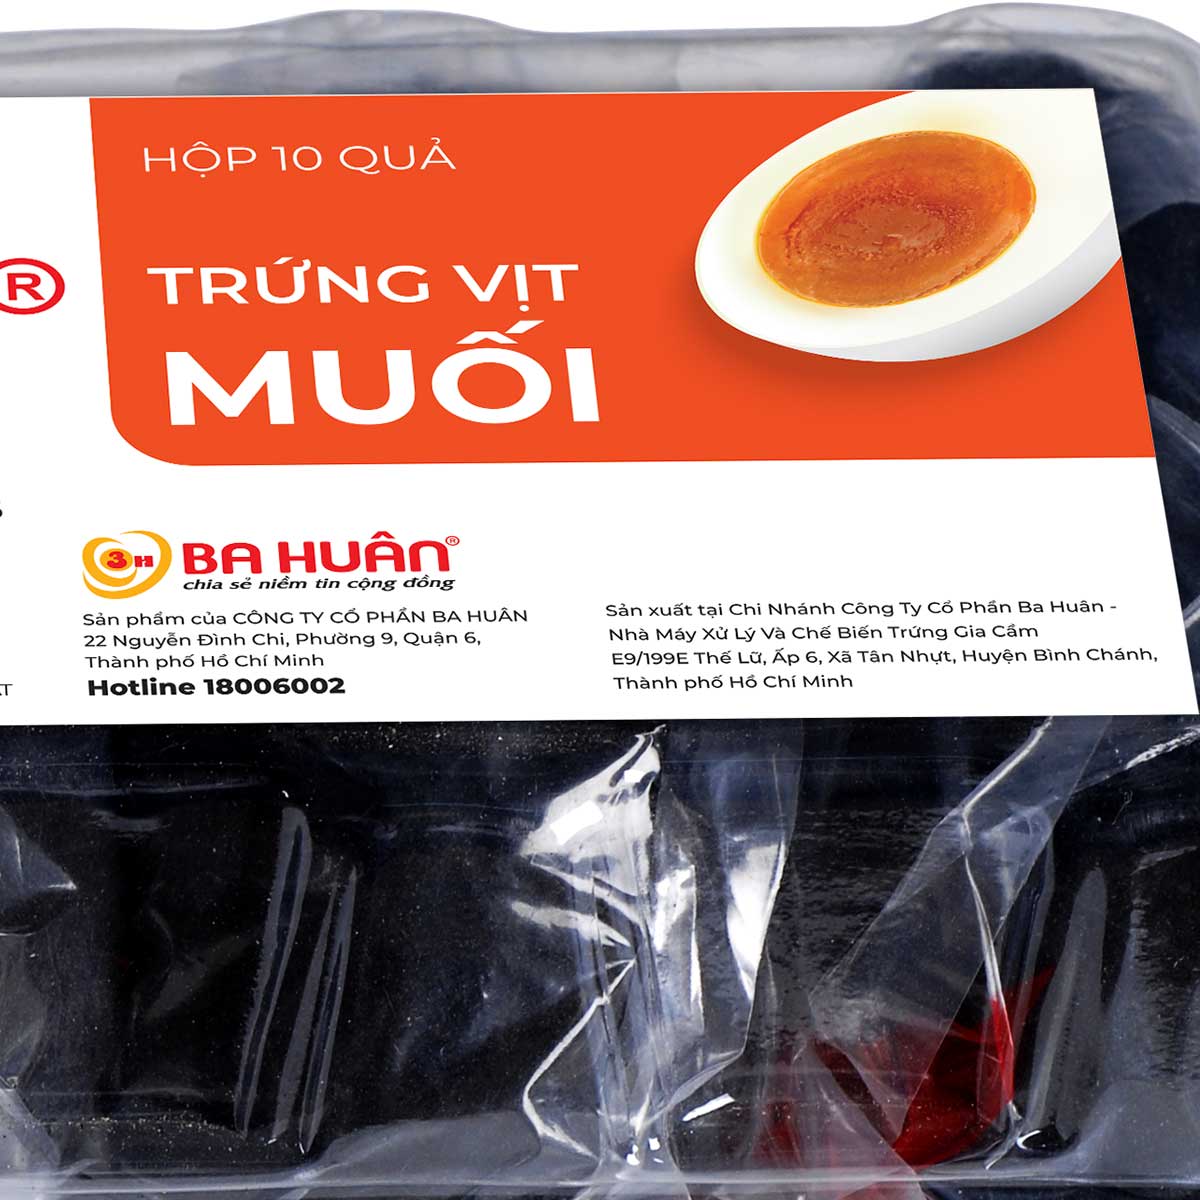 HỘP 10 QUẢ
®
TRỨNG VỊT
MUỐI
3H BA HUÂN®
chia sẻ niềm tin cộng đồng
Sản phẩm của CÔNG TY CỔ PHẦN BA HUÂN
22 Nguyễn Đình Chi, Phường 9, Quận 6,
Thành phố Hồ Chí Minh
Hotline 18006002
Sản xuất tại Chi Nhánh Công Ty Cổ Phần Ba Huân -
Nhà Máy Xử Lý Và Chế Biến Trứng Gia Cầm
E9/199E Thế Lữ, Ấp 6, Xã Tân Nhựt, Huyện Bình Chánh,
Thành phố Hồ Chí Minh